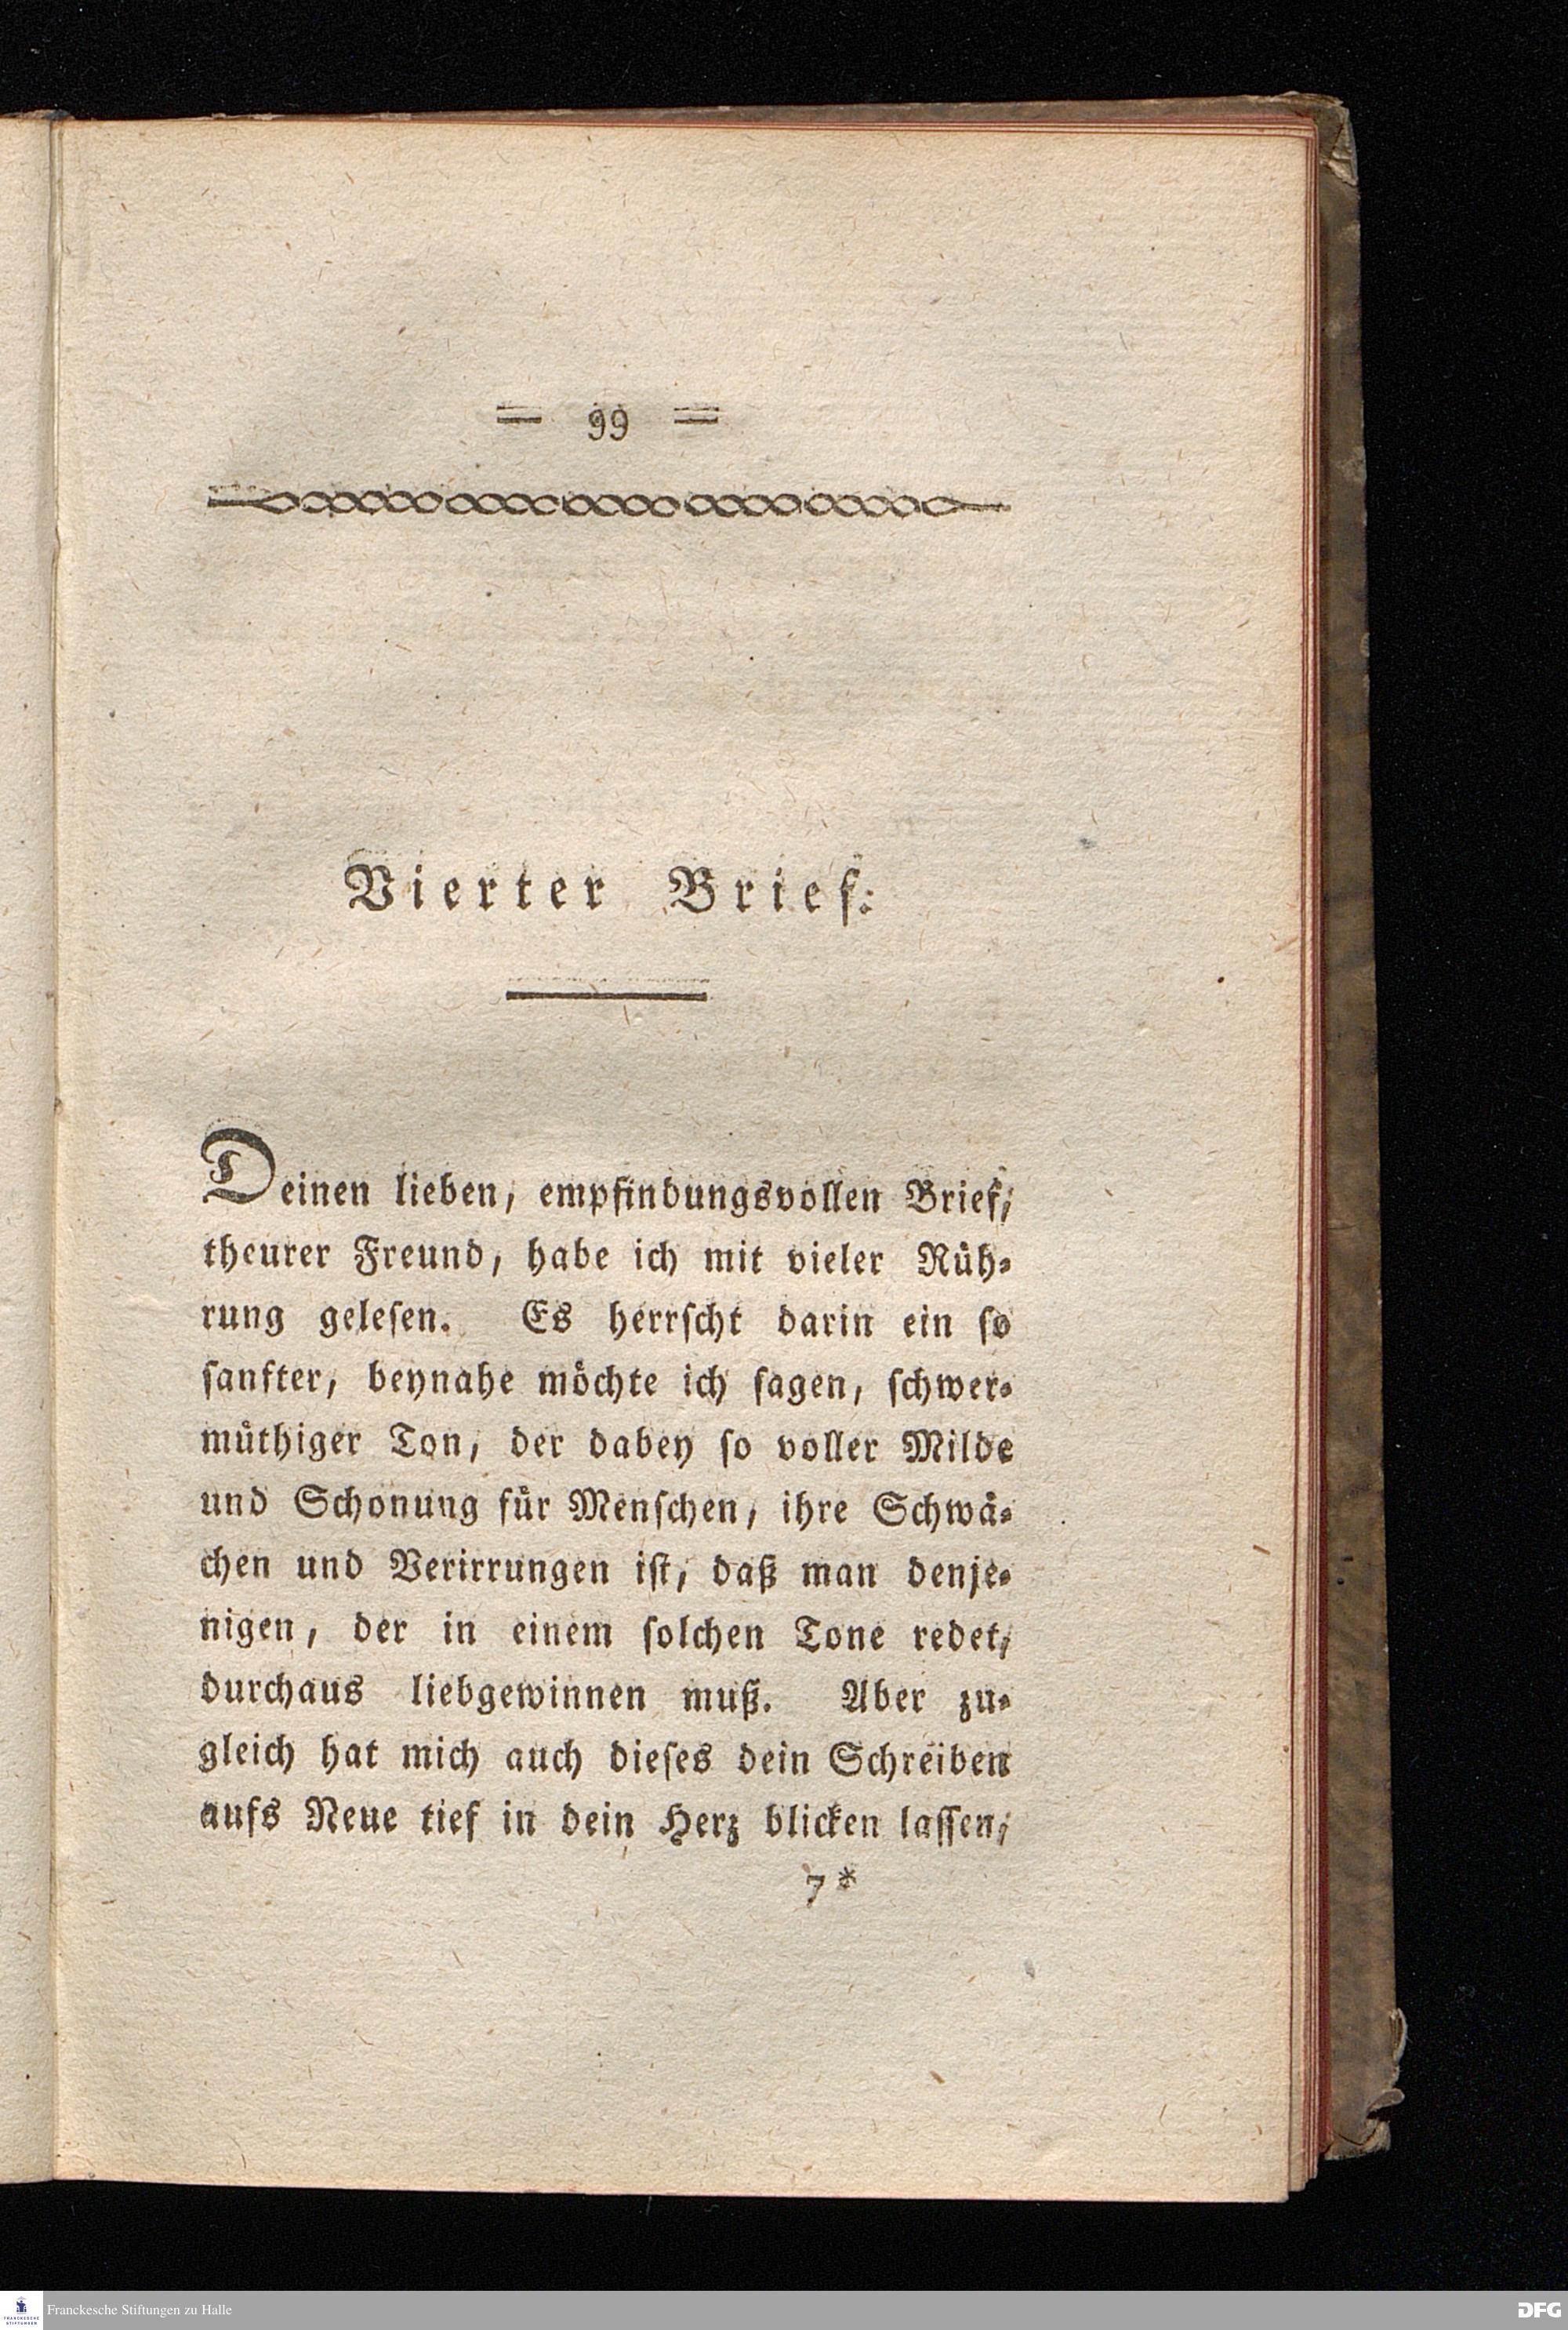 = 99 =
Vierter Brief.
Deinen lieben, empfindungsvollen Brief,
theurer Freund, habe ich mit vieler Rüh-
rung gelesen. Es herrscht darin ein so
sanfter, beynahe möchte ich sagen, schwer-
müthiger Ton, der dabey so voller Milde
und Schonung für Menschen, ihre Schwä-
chen und Verirrungen ist, daß man denje-
nigen, der in einem solchen Tone redet,
durchaus liebgewinnen muß. Aber zu-
gleich hat mich auch dieses dein Schreiben
aufs Neue tief in dein Herz blicken lassen,
7*
FRANCKESCHE
STIFTUNGEN
Franckesche Stiftungen zu Halle
DFG